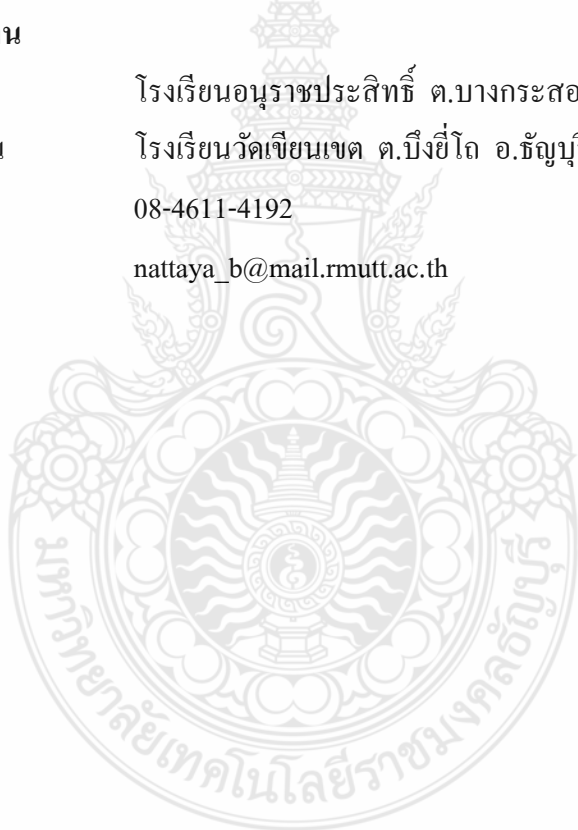 น
โรงเรียนอนุราชประสิทธิ์ ต.บางกระสอ
น โรงเรียนวัดเขียนเขต ต.บึงยี่โถ อ.ธัญบุ
08-4611-4192
nattaya_b@mail.rmutt.ac.th
มหาวิทยาลัยเทคโนโลยีราชมงคลธัญบุรี